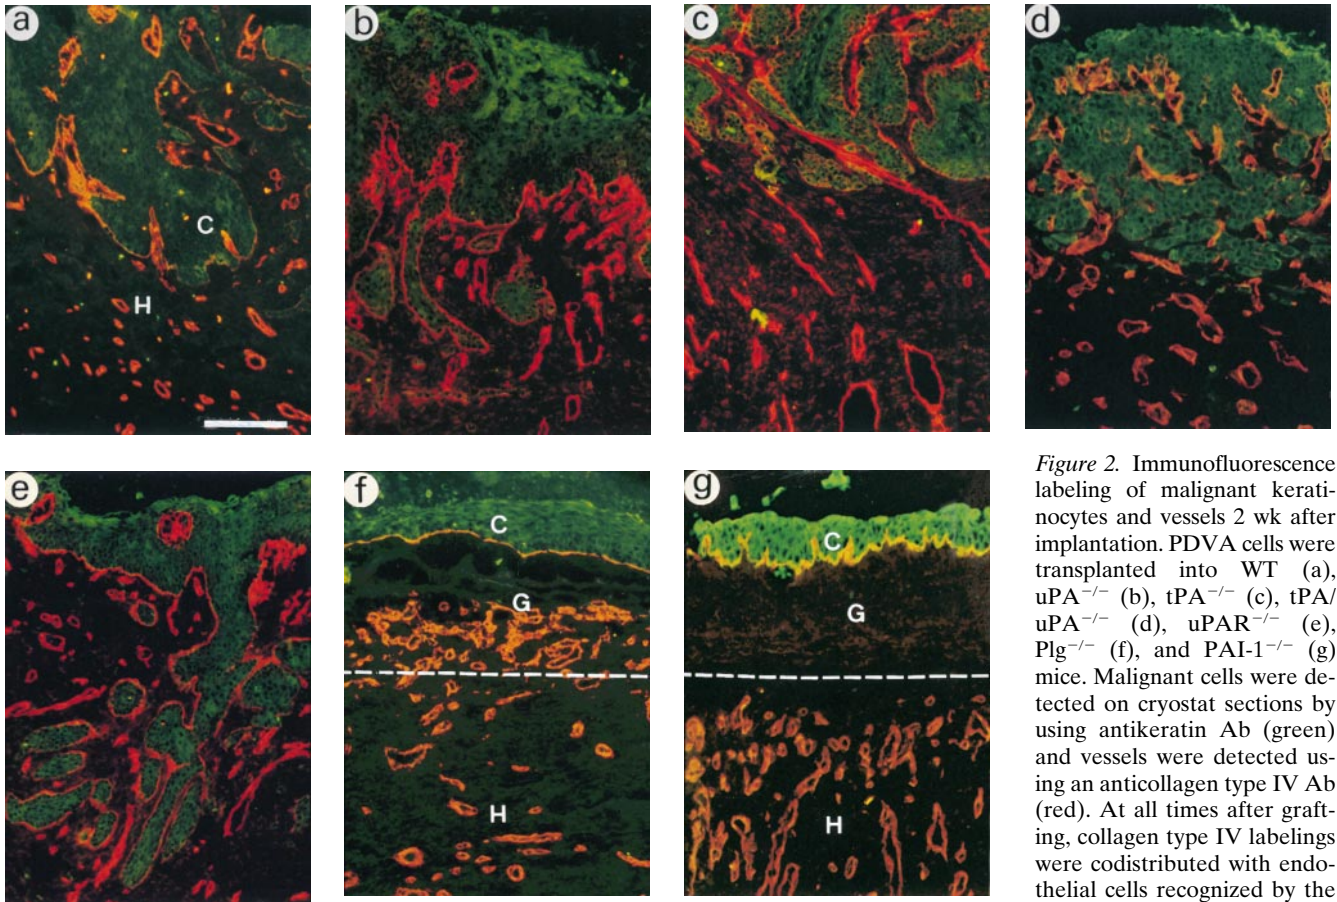 a
b
c
d
C
H
e
f
g
C
G
H
C
G
H
Figure 2. Immunofluorescence
labeling of malignant kerati-
nocytes and vessels 2 wk after
implantation. PDVA cells were
transplanted into WT (a),
uPA−/− (b), tPA−/− (c), tPA/
uPA−/− (d), uPAR−/− (e),
Plg−/− (f), and PAI-1−/− (g)
mice. Malignant cells were de-
tected on cryostat sections by
using antikeratin Ab (green)
and vessels were detected us-
ing an anticollagen type IV Ab
(red). At all times after graft-
ing, collagen type IV labelings
were codistributed with endo-
thelial cells recognized by the